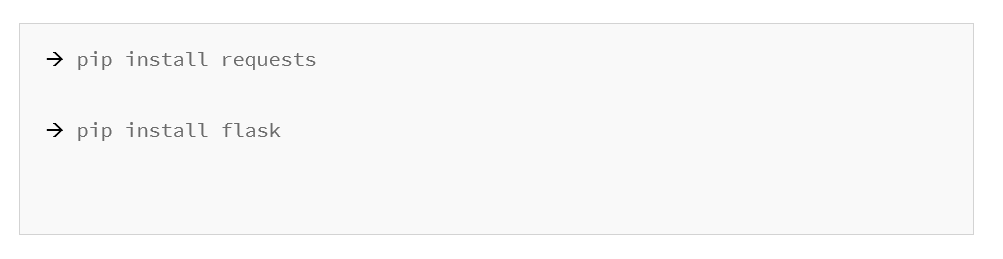 → pip install requests
→ pip install flask